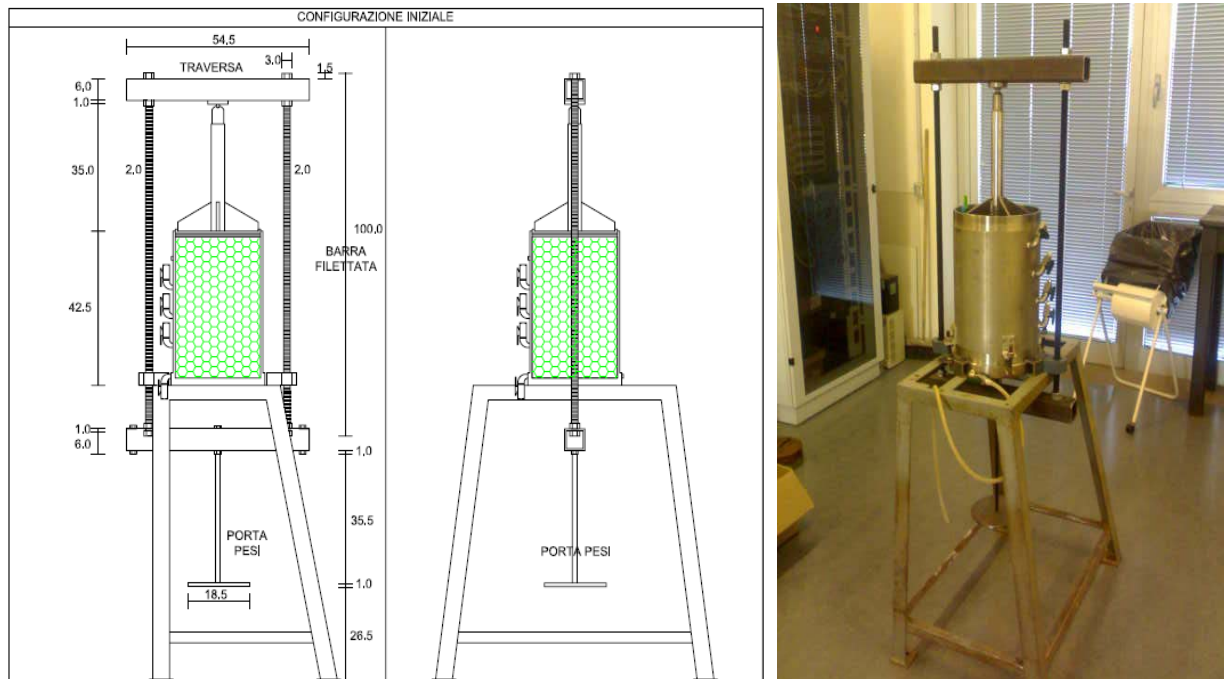 CONFIGURAZIONE INIZIALE
54,5
3.0
TRAVERSA
1.5
6,0
1.0
35.0
2,0
2,0
100,0
BARRA
FILETTATA
42.5
1.0
6.0
1,0
35.5
PORTA
PESI
PORTA PESI
1.0
18,5
26.5